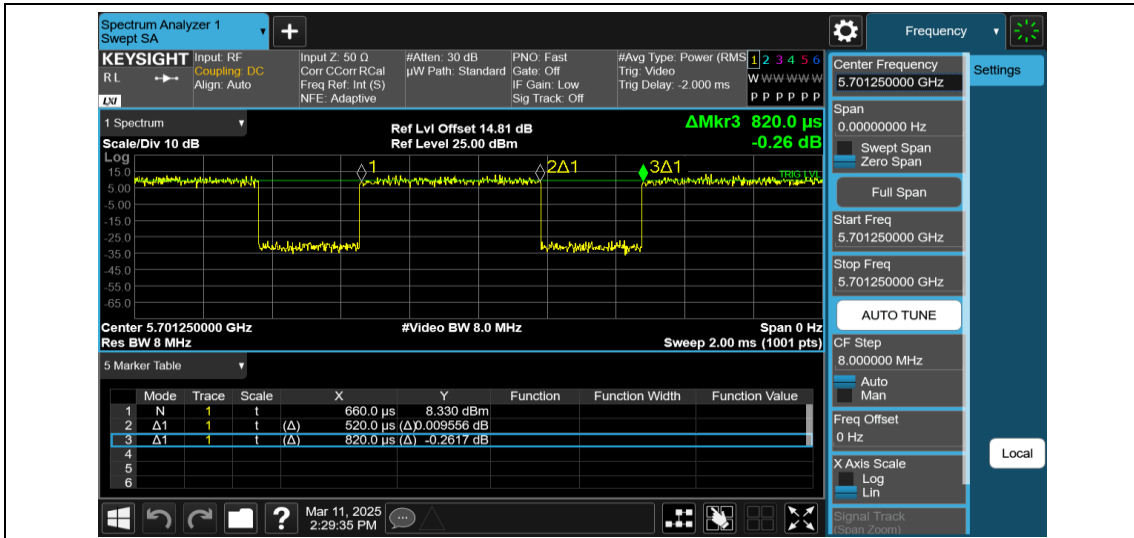 Spectrum Analyzer 1
Swept SA
+
Frequency
KEYSIGHT
R L
LXI
Input: RF
Coupling: DC
Align: Auto
Input Z: 50 Ω
Corr CCorr RCal
Freq Ref: Int (S)
NFE: Adaptive
#Atten: 30 dB
µW Path: Standard
PNO: Fast
Gate: Off
IF Gain: Low
Sig Track: Off
#Avg Type: Power (RMS
Trig: Video
Trig Delay: -2.000 ms
1 2 3 4 5 6
W W W W W W
P P P P P P
1 Spectrum
Scale/Div 10 dB
Ref Lvl Offset 14.81 dB
Ref Level 25.00 dBm
ΔMkr3 820.0 µs
-0.26 dB
Log
15.0
5.00
-5.00
-15.0
-25.0
-35.0
-45.0
-55.0
-65.0
1
2Δ1
3Δ1
TRIG LVL
Center 5.701250000 GHz
Res BW 8 MHz
#Video BW 8.0 MHz
Span 0 Hz
Sweep 2.00 ms (1001 pts)
5 Marker Table
Mode Trace Scale X Y Function Function Width Function Value
1 N 1 t 660.0 µs 8.330 dBm
2 Δ1 1 t (Δ) 520.0 µs (Δ)0.009556 dB
3 Δ1 1 t (Δ) 820.0 µs (Δ) -0.2617 dB
4
5
6
?
Mar 11, 2025
2:29:35 PM
Center Frequency
5.701250000 GHz
Span
0.00000000 Hz
Swept Span
Zero Span
Full Span
Start Freq
5.701250000 GHz
Stop Freq
5.701250000 GHz
AUTO TUNE
CF Step
8.000000 MHz
Auto
Man
Freq Offset
0 Hz
X Axis Scale
Log
Lin
Signal Track
(Span Zoom)
Settings
Local